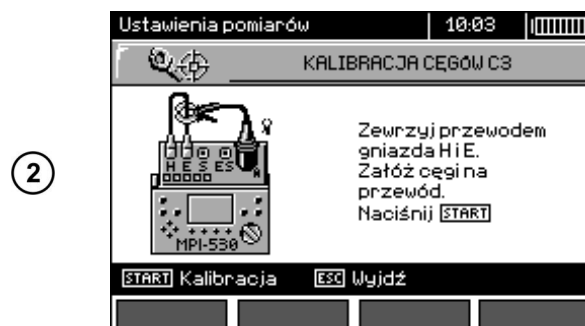 Ustawienia pomiarów 10:03
KALIBRACJA CĘGÓW C3
2
Zewrzyj przewodem
gniazda H i E.
Załóż cęgi na
przewód.
Naciśnij START
H E S ES
A
MPI-530
START Kalibracja ESC Wyjdź